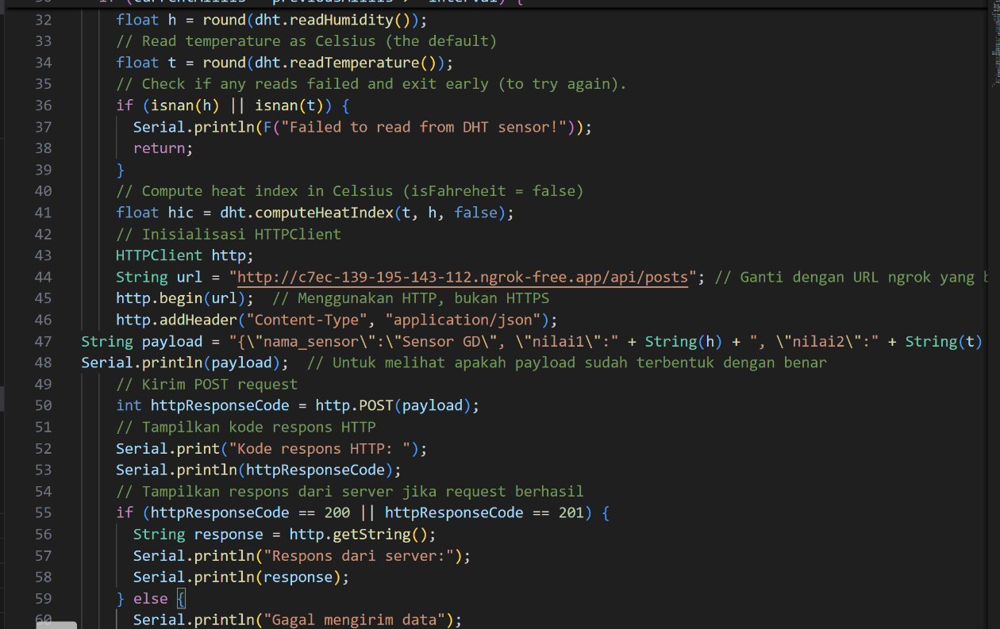 32 float h = round(dht.readHumidity());
33 // Read temperature as Celsius (the default)
34 float t = round(dht.readTemperature());
35 // Check if any reads failed and exit early (to try again).
36 if (isnan(h) || isnan(t)) {
37 Serial.println(F("Failed to read from DHT sensor!"));
38 return;
39 }
40 // Compute heat index in Celsius (isFahreheit = false)
41 float hic = dht.computeHeatIndex(t, h, false);
42 // Inisialisasi HTTPClient
43 HTTPClient http;
44 String url = "http://c7ec-139-195-143-112.ngrok-free.app/api/posts"; // Ganti dengan URL ngrok yang
45 http.begin(url); // Menggunakan HTTP, bukan HTTPS
46 http.addHeader("Content-Type", "application/json");
47 String payload = "{\"nama_sensor\":\"Sensor GD\", \"nilai1\":" + String(h) + ", \"nilai2\":" + String(t)
48 Serial.println(payload); // Untuk melihat apakah payload sudah terbentuk dengan benar
49 // Kirim POST request
50 int httpResponseCode = http.POST(payload);
51 // Tampilkan kode respons HTTP
52 Serial.print("Kode respons HTTP: ");
53 Serial.println(httpResponseCode);
54 // Tampilkan respons dari server jika request berhasil
55 if (httpResponseCode == 200 || httpResponseCode == 201) {
56 String response = http.getString();
57 Serial.println("Respons dari server:");
58 Serial.println(response);
59 } else {
60 Serial.println("Gagal mengirim data");